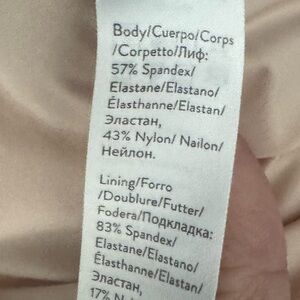 Body/Cuerpo/Corps
/Corpetto/Лиф:
57% Spandex/
Elastane/Elastano/
Élasthanne/Elastan/
Эластан,
43% Nylon/ Nailon/
Нейлон.
Lining/Forro
/Doublure/Futter/
Fodera/Подкладка:
83% Spandex/
Elastane/Elastano/
Élasthanne/Elastan/
Эластан,
17%